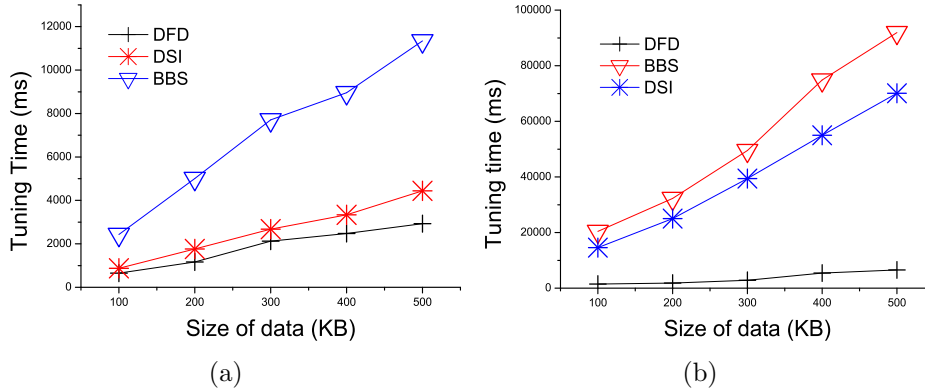 Tuning Time (ms)
12000
10000
8000
6000
4000
2000
0
DFD
DSI
BBS
100 200 300 400 500
Size of data (KB)
(a)
Tuning time (ms)
100000
80000
60000
40000
20000
0
DFD
BBS
DSI
100 200 300 400 500
Size of data (KB)
(b)